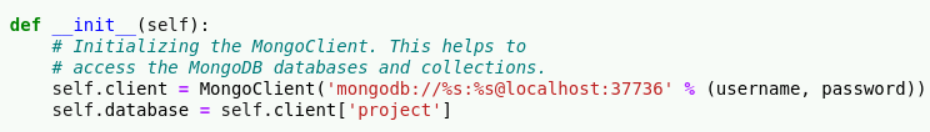 def __init__(self):
    # Initializing the MongoClient. This helps to
    # access the MongoDB databases and collections.
    self.client = MongoClient('mongodb://%s:%s@localhost:37736' % (username, password))
    self.database = self.client['project']